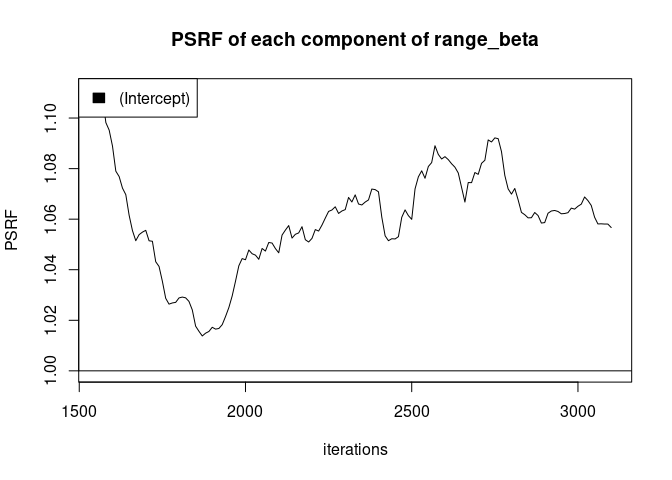 PSRF of each component of range_beta
(Intercept)
PSRF
1.10
1.08
1.06
1.04
1.02
1.00
1500 2000 2500 3000
iterations